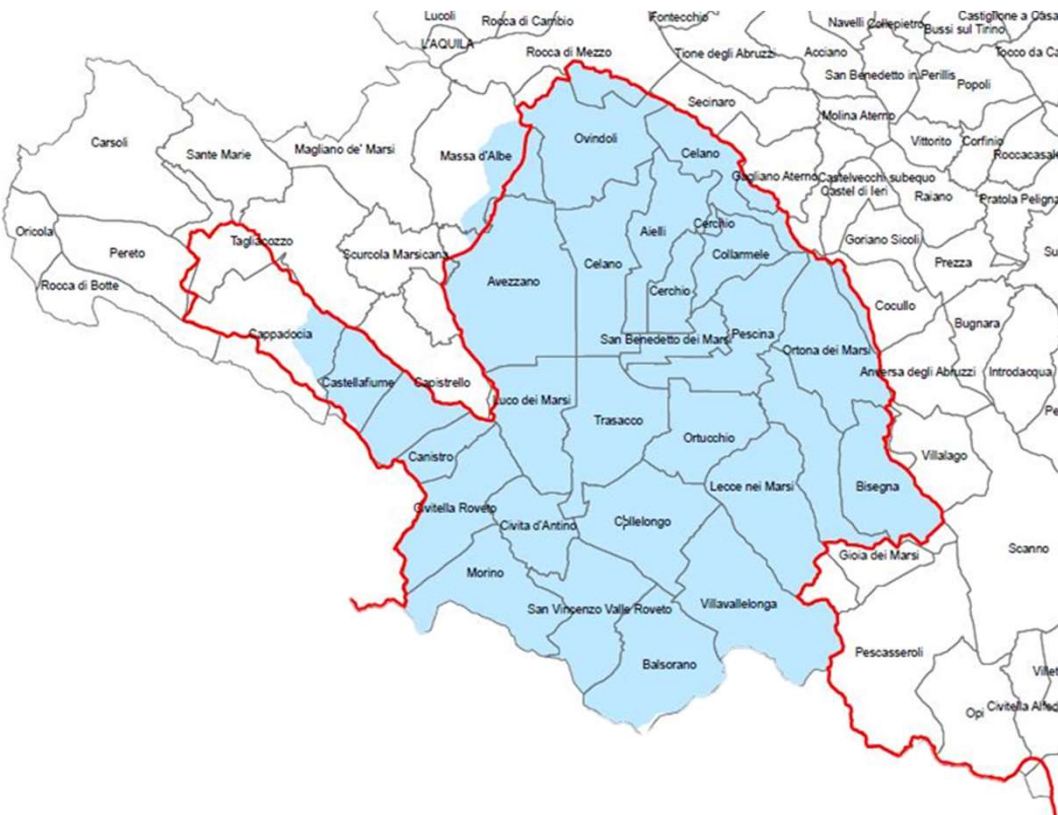 Lucoli
Rocca di Cambio
Fontecchio
Navelli
Collepietro
Castiglione a Casa
Bussi sul Tirino
L'AQUILA
Rocca di Mezzo
Tione degli Abruzzi
Acciano
Tocco da Ca
San Benedetto in Perillis
Popoli
Secinaro
Molina Aterno
Carsoli
Sante Marie
Magliano de' Marsi
Massa d'Albe
Ovindoli
Celano
Vittorito
Corfinio
Roccacasale
Gagliano Aterno
Castelvecchi subequo
Castel di Ieri
Raiano
Pratola Peligna
Oricola
Pereto
Tagliacozzo
Scurcola Marsicana
Aielli
Cerchio
Collarmele
Goriano Sicoli
Prezza
Su
Rocca di Botte
Avezzano
Celano
Cerchio
Cocullo
Bugnara
Cappadocia
San Benedetto dei Marsi
Pescina
Ortona dei Marsi
Castellafiume
Capistrello
Anversa degli Abruzzi
Introdacqua
Luco dei Marsi
Trasacco
Ortucchio
Pe
Canistro
Villalago
Lecce nei Marsi
Bisegna
Civitella Roveto
Civita d'Antino
Collelongo
Scanno
Gioia dei Marsi
Morino
San Vincenzo Valle Roveto
Villavallelonga
Balsorano
Pescasseroli
Villet
Opi
Civitella Alfed